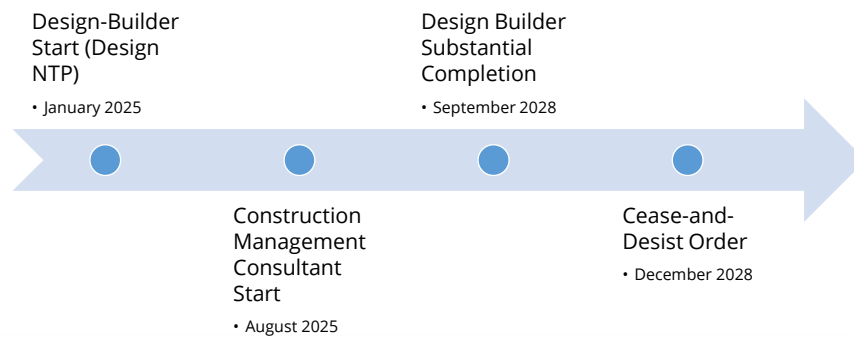 Design-Builder
Start (Design
NTP)
• January 2025
Construction
Management
Consultant
Start
• August 2025
Design Builder
Substantial
Completion
• September 2028
Cease-and-
Desist Order
• December 2028